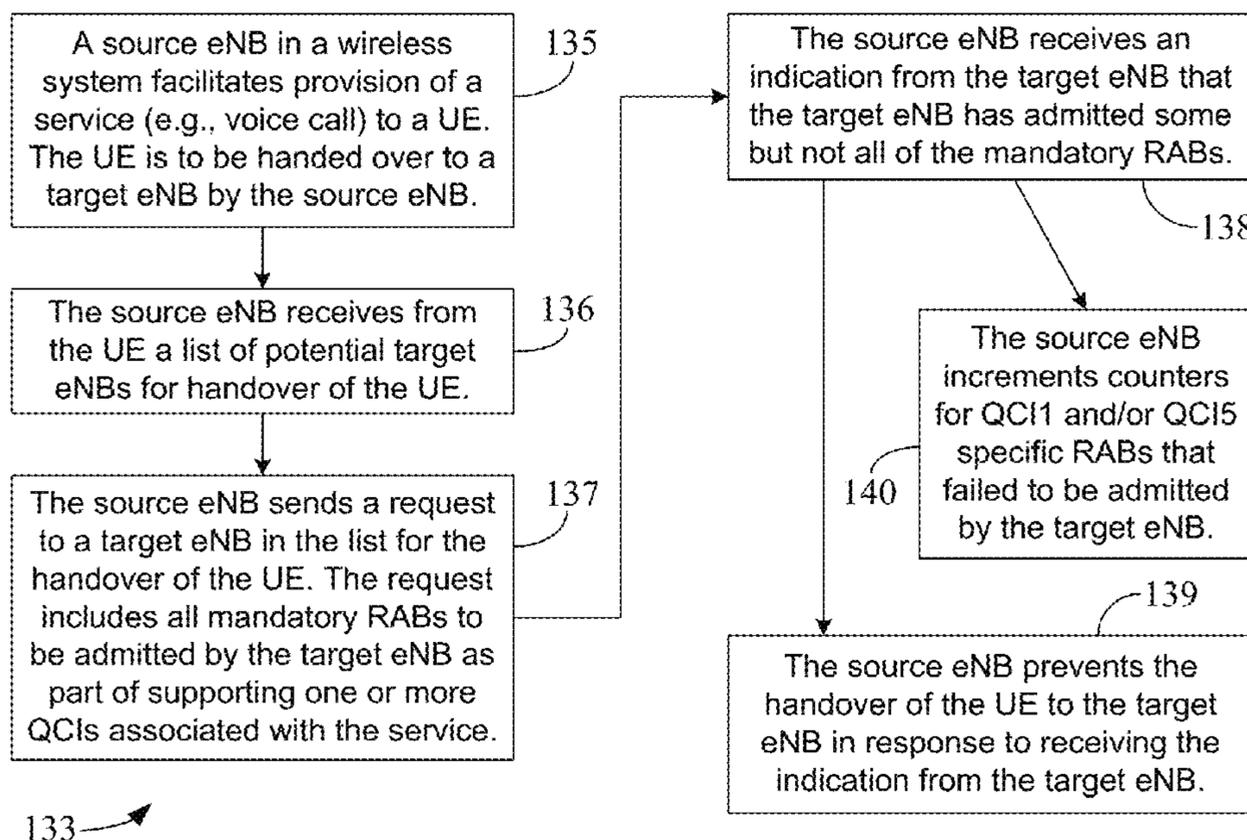 A source eNB in a wireless
system facilitates provision of a
service (e.g., voice call) to a UE.
The UE is to be handed over to a
target eNB by the source eNB.
135
The source eNB receives from
the UE a list of potential target
eNBs for handover of the UE.
136
The source eNB sends a request
to a target eNB in the list for the
handover of the UE. The request
includes all mandatory RABs to
be admitted by the target eNB as
part of supporting one or more
QCIs associated with the service.
137
133
The source eNB receives an
indication from the target eNB that
the target eNB has admitted some
but not all of the mandatory RABs.
138
The source eNB
increments counters
for QCI1 and/or QCI5
specific RABs that
failed to be admitted
by the target eNB.
140
139
The source eNB prevents the
handover of the UE to the target
eNB in response to receiving the
indication from the target eNB.